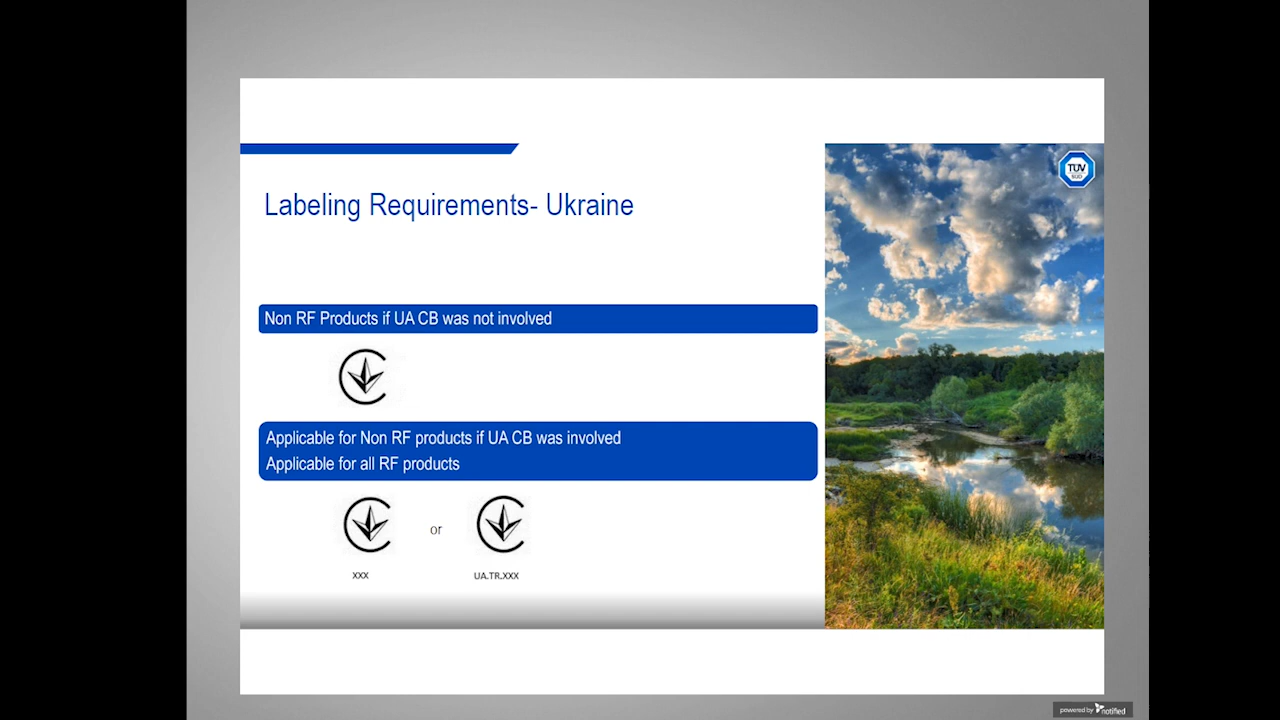 TÜV
SÜD
Labeling Requirements- Ukraine
Non RF Products if UA CB was not involved
Applicable for Non RF products if UA CB was involved
Applicable for all RF products
or
XXX
UA.TR.XXX
powered by notified